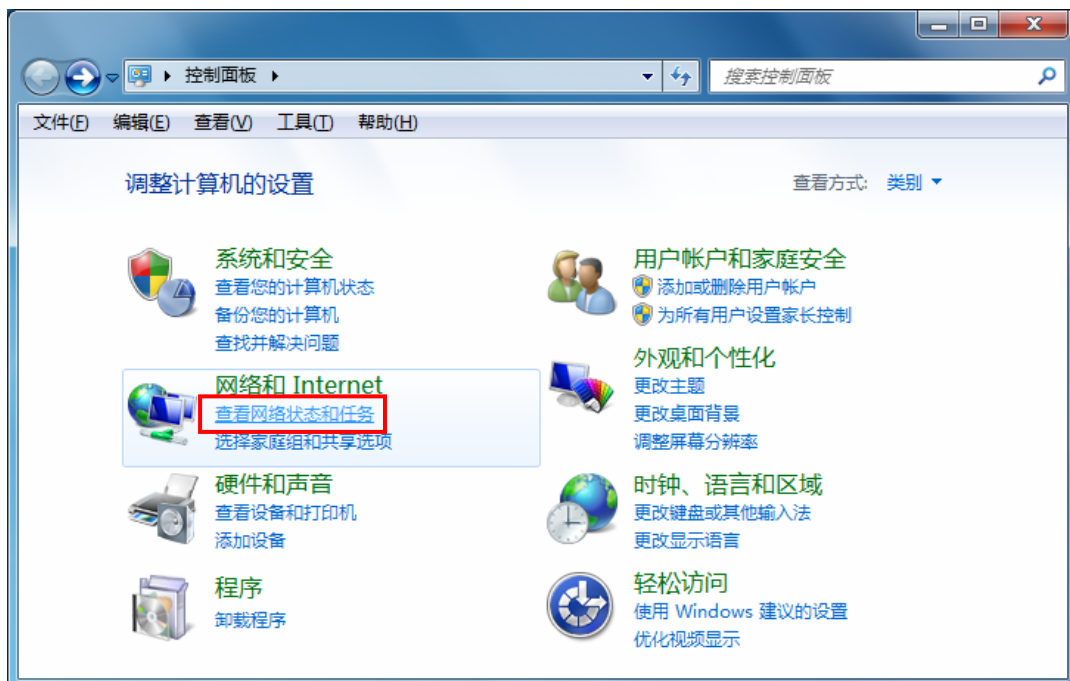 控制面板
搜索控制面板
文件(F) 编辑(E) 查看(V) 工具(T) 帮助(H)
调整计算机的设置
查看方式: 类别
系统和安全
查看您的计算机状态
备份您的计算机
查找并解决问题
网络和 Internet
查看网络状态和任务
选择家庭组和共享选项
硬件和声音
查看设备和打印机
添加设备
程序
卸载程序
用户帐户和家庭安全
添加或删除用户帐户
为所有用户设置家长控制
外观和个性化
更改主题
更改桌面背景
调整屏幕分辨率
时钟、语言和区域
更改键盘或其他输入法
更改显示语言
轻松访问
使用 Windows 建议的设置
优化视频显示